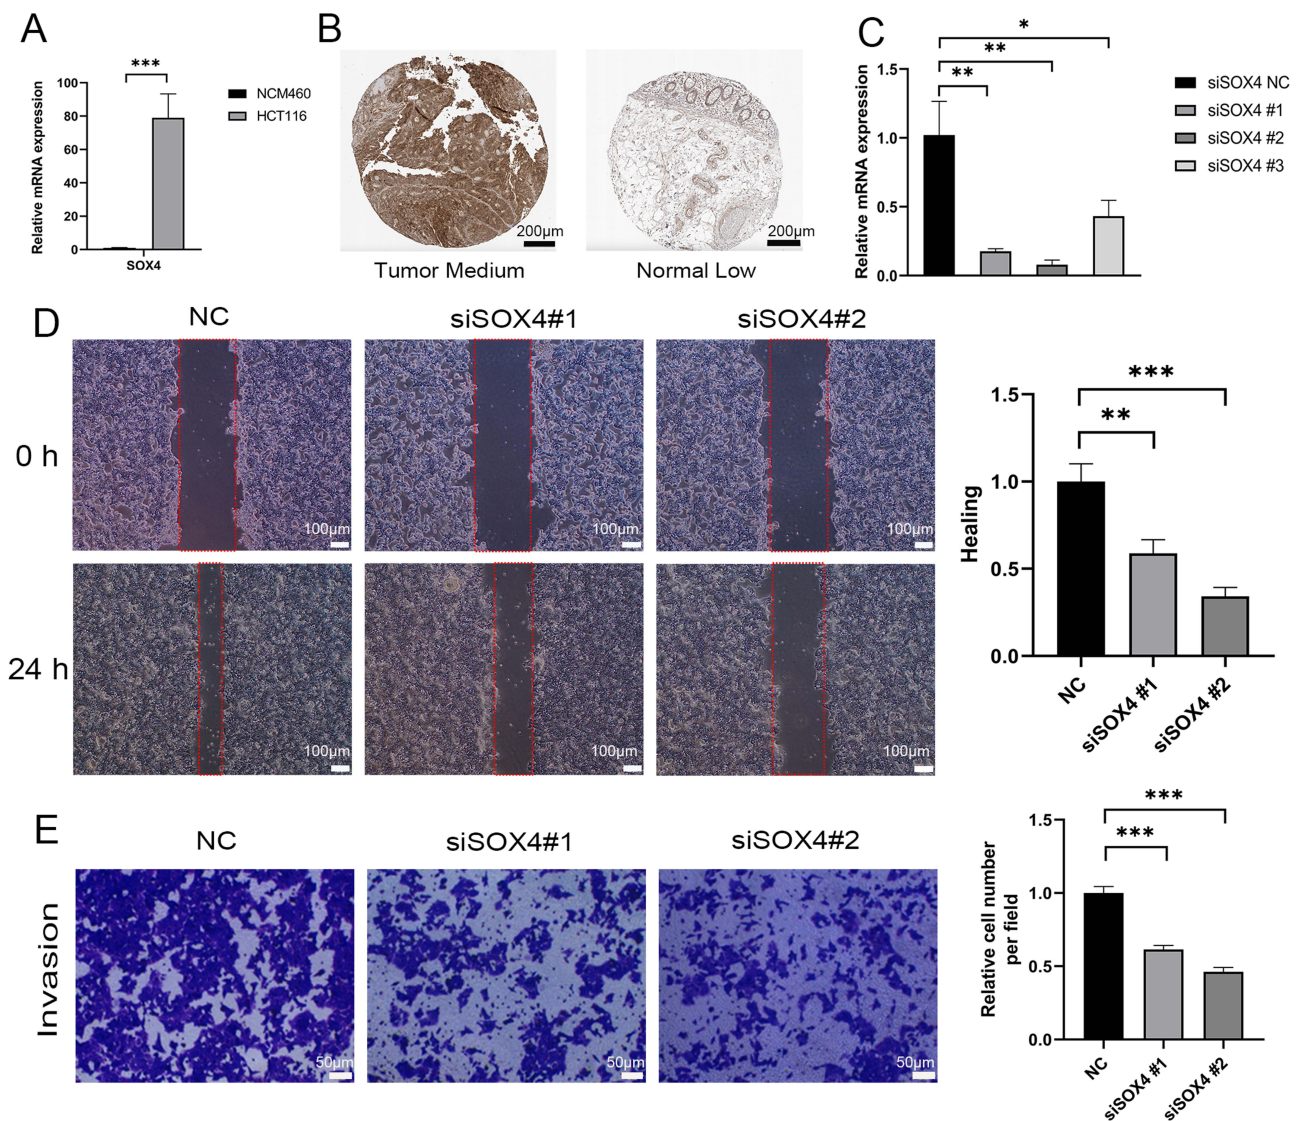 A
***
Relative mRNA expression
100
80
60
40
20
0
SOX4
NCM460
HCT116
B
200µm
200µm
Tumor Medium
Normal Low
C
*
**
**
Relative mRNA expression
1.5
1.0
0.5
0.0
siSOX4 NC
siSOX4 #1
siSOX4 #2
siSOX4 #3
D
NC
siSOX4#1
siSOX4#2
0 h
100µm
100µm
100µm
24 h
100µm
100µm
100µm
***
**
Healing
1.5
1.0
0.5
0.0
NC
siSOX4 #1
siSOX4 #2
E
NC
siSOX4#1
siSOX4#2
Invasion
50µm
50µm
50µm
***
***
Relative cell number
per field
1.5
1.0
0.5
0.0
NC
siSOX4 #1
siSOX4 #2